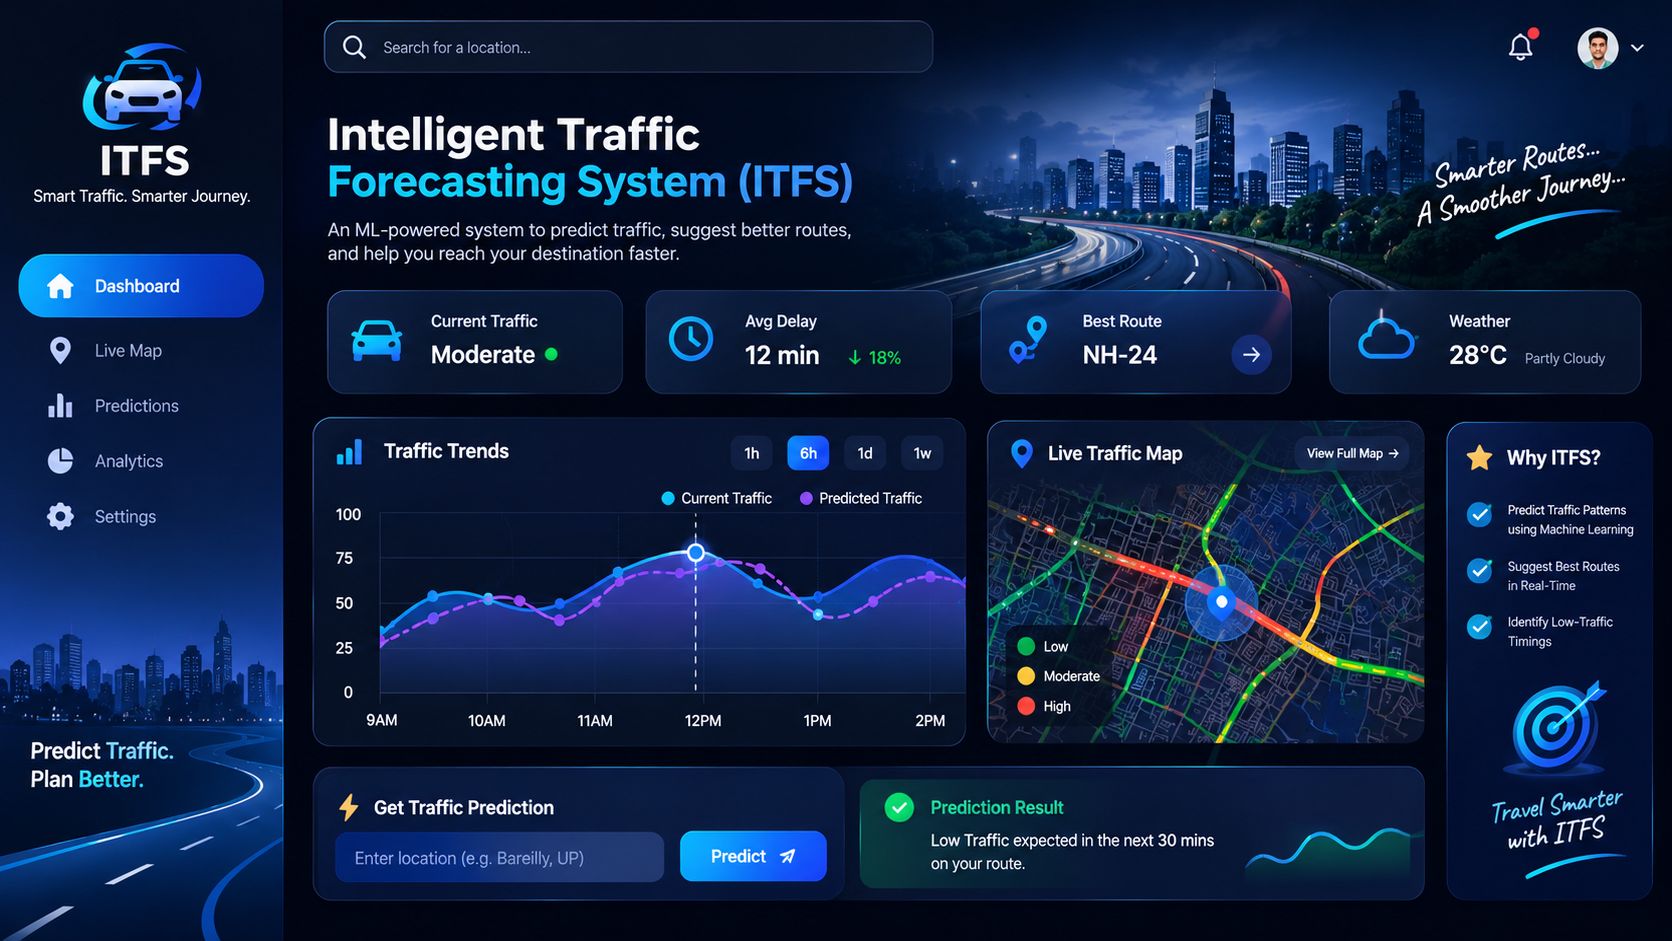 ITFS
Smart Traffic. Smarter Journey.
Dashboard
Live Map
Predictions
Analytics
Settings
Predict Traffic.
Plan Better.
Search for a location...
Intelligent Traffic
Forecasting System (ITFS)
An ML-powered system to predict traffic, suggest better routes,
and help you reach your destination faster.
Smarter Routes...
A Smoother Journey...
Current Traffic
Moderate
Avg Delay
12 min ↓ 18%
Best Route
NH-24 →
Weather
28°C Partly Cloudy
Traffic Trends
1h 6h 1d 1w
Current Traffic Predicted Traffic
100
75
50
25
0
9AM 10AM 11AM 12PM 1PM 2PM
Live Traffic Map
View Full Map →
Low
Moderate
High
Why ITFS?
Predict Traffic Patterns
using Machine Learning
Suggest Best Routes
in Real-Time
Identify Low-Traffic
Timings
Travel Smarter
with ITFS
Get Traffic Prediction
Enter location (e.g. Bareilly, UP)
Predict
Prediction Result
Low Traffic expected in the next 30 mins
on your route.